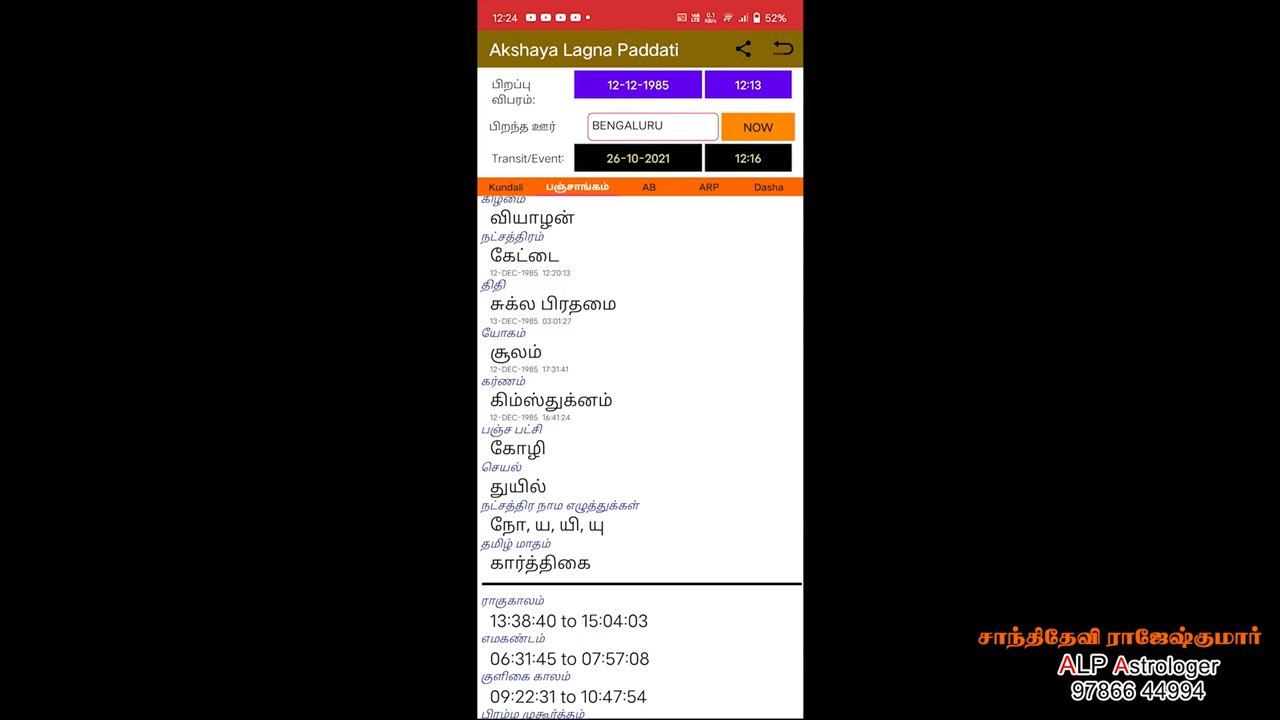 12:24
0.1
KB/s
52%
Akshaya Lagna Paddati
பிறப்பு
விபரம்:
12-12-1985
12:13
பிறந்த ஊர்
BENGALURU
NOW
Transit/Event:
26-10-2021
12:16
Kundali பஞ்சாங்கம் AB ARP Dasha
கிழமை
வியாழன்
நட்சத்திரம்
கேட்டை
12-DEC-1985 12:20:13
திதி
சுக்ல பிரதமை
13-DEC-1985 03:01:27
யோகம்
சூலம்
12-DEC-1985 17:31:41
கர்ணம்
கிம்ஸ்துக்னம்
12-DEC-1985 16:41:24
பஞ்ச பட்சி
கோழி
செயல்
துயில்
நட்சத்திர நாம எழுத்துக்கள்
நோ, ய, யி, யு
தமிழ் மாதம்
கார்த்திகை
ராகுகாலம்
13:38:40 to 15:04:03
எமகண்டம்
06:31:45 to 07:57:08
குளிகை காலம்
09:22:31 to 10:47:54
பிரம்ம முகூர்த்தம்
சாந்திதேவி ராஜேஷ்குமார்
ALP Astrologer
97866 44994